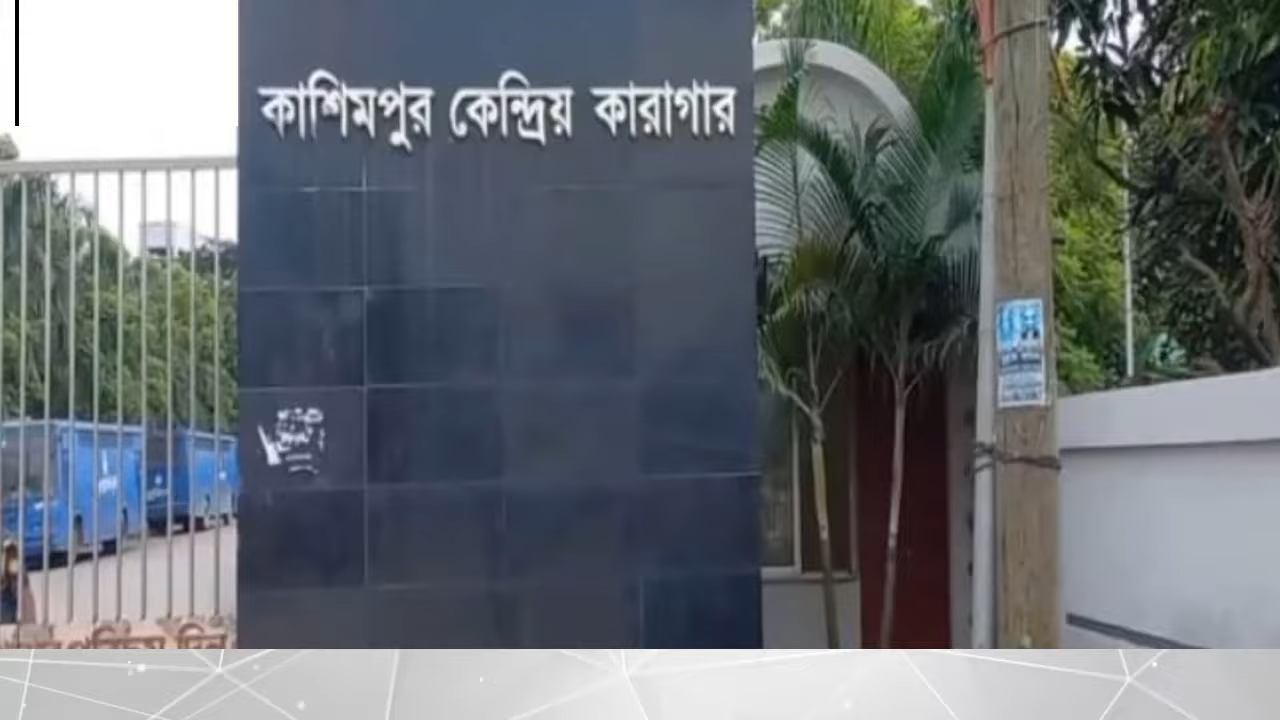 কাশিমপুর কেন্দ্রিয় কারাগার